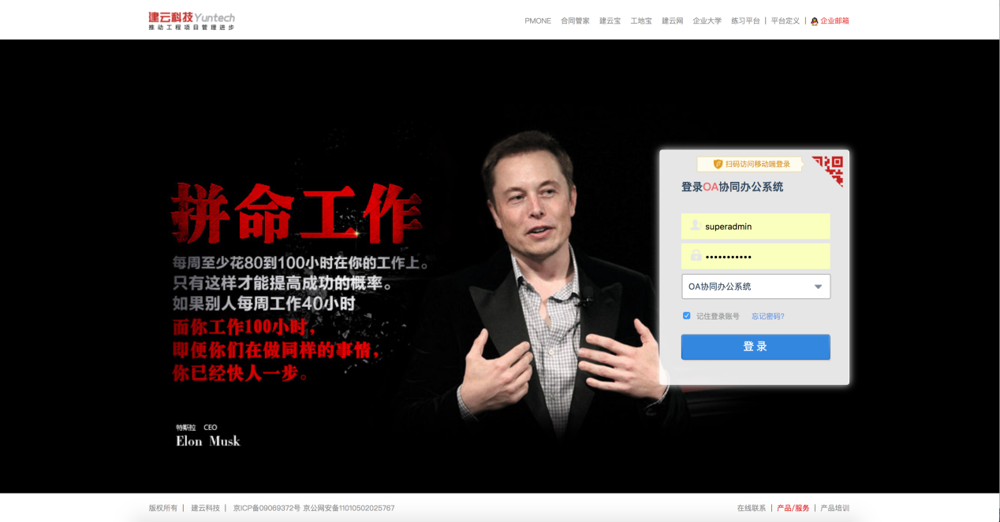 建云科技Yuntech
推动工程项目管理进步
PMONE 合同管家 建云宝 工地宝 建云网 企业大学 练习平台 | 平台定义 | 企业邮箱
拼命工作
每周至少花80到100小时在你的工作上。
只有这样才能提高成功的概率。
如果别人每周工作40小时
而你工作100小时，
即便你们在做同样的事情，
你已经快人一步。
特斯拉 CEO
Elon Musk
扫码访问移动端登录
登录OA协同办公系统
superadmin
•••••••••••
OA协同办公系统
记住登录账号 忘记密码?
登 录
版权所有 | 建云科技 | 京ICP备09069372号 京公网安备11010502025767
在线联系 | 产品/服务 | 产品培训